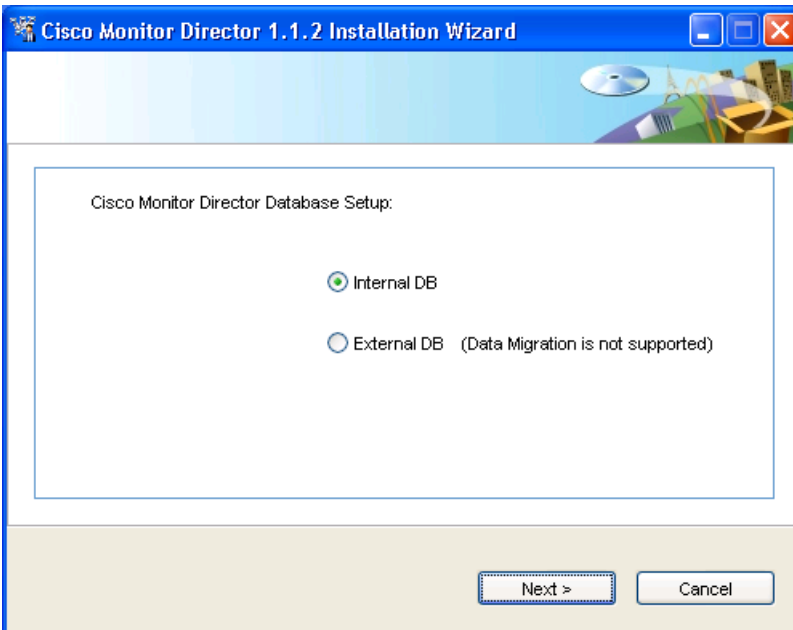 Cisco Monitor Director 1.1.2 Installation Wizard
Cisco Monitor Director Database Setup:
Internal DB
External DB (Data Migration is not supported)
Next >
Cancel